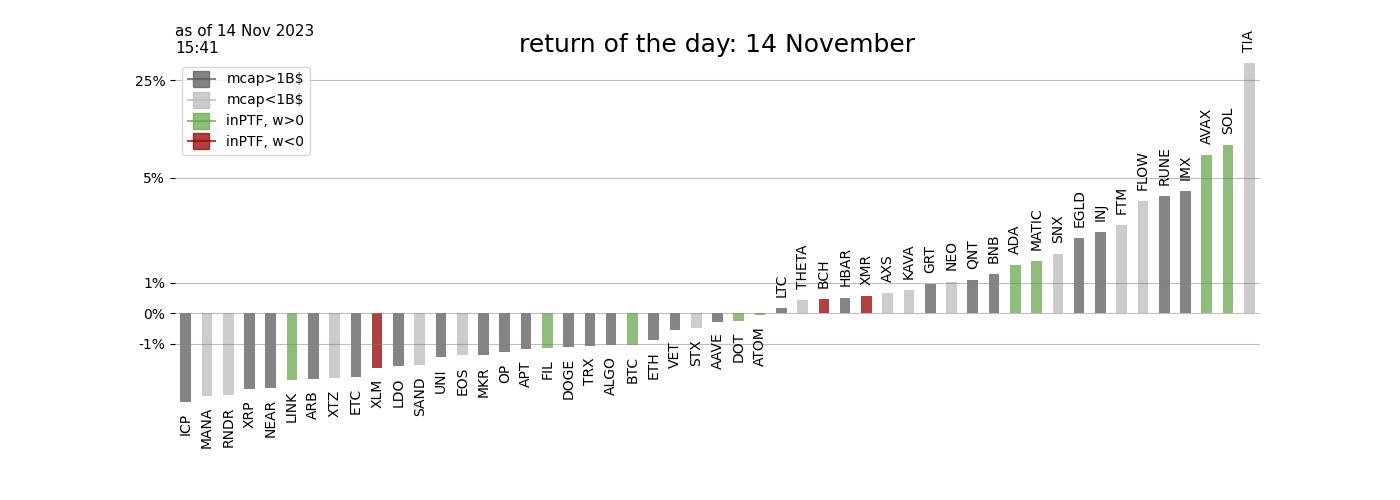 as of 14 Nov 2023
15:41
return of the day: 14 November
mcap>1B$
mcap<1B$
inPTF, w>0
inPTF, w<0
25%
5%
1%
0%
-1%
ICP
MANA
RNDR
XRP
NEAR
LINK
ARB
XTZ
ETC
XLM
LDO
SAND
UNI
EOS
MKR
OP
APT
FIL
DOGE
TRX
ALGO
BTC
ETH
VET
STX
AAVE
DOT
ATOM
LTC
THETA
BCH
HBAR
XMR
AXS
KAVA
GRT
NEO
QNT
BNB
ADA
MATIC
SNX
EGLD
INJ
FTM
FLOW
RUNE
IMX
AVAX
SOL
TIA